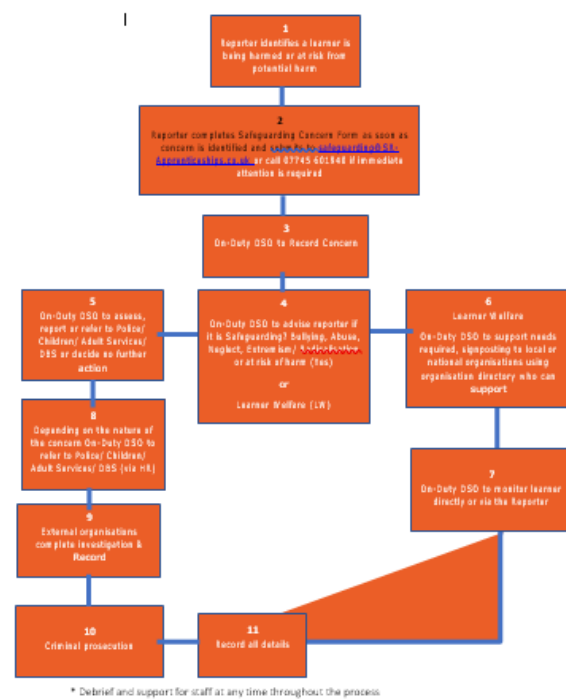 1
Reporter identifies a learner is
being harmed or at risk from
potential harm
2
Reporter completes Safeguarding Concern Form as soon as
concern is identified and submits to safeguarding@SR-
Apprenticeships.co.uk or call 07745 601848 if immediate
attention is required
3
On-Duty DSO to Record Concern
5
On-Duty DSO to assess,
report or refer to Police/
Children/ Adult Services/
DBS or decide no further
action
4
On-Duty DSO to advise reporter if
it is Safeguarding? Bullying, Abuse,
Neglect, Extremism/ Radicalisation
or at risk of harm (Yes)
or
Learner Welfare (LW)
6
Learner Welfare
On-Duty DSO to support needs
required, signposting to local or
national organisations using
organisation directory who can
support
8
Depending on the nature of
the concern On-Duty DSO to
refer to Police/ Children/
Adult Services/ DBS (via HR)
7
On-Duty DSO to monitor learner
directly or via the Reporter
9
External organisations
complete investigation &
Record
10
Criminal prosecution
11
Record all details
* Debrief and support for staff at any time throughout the process